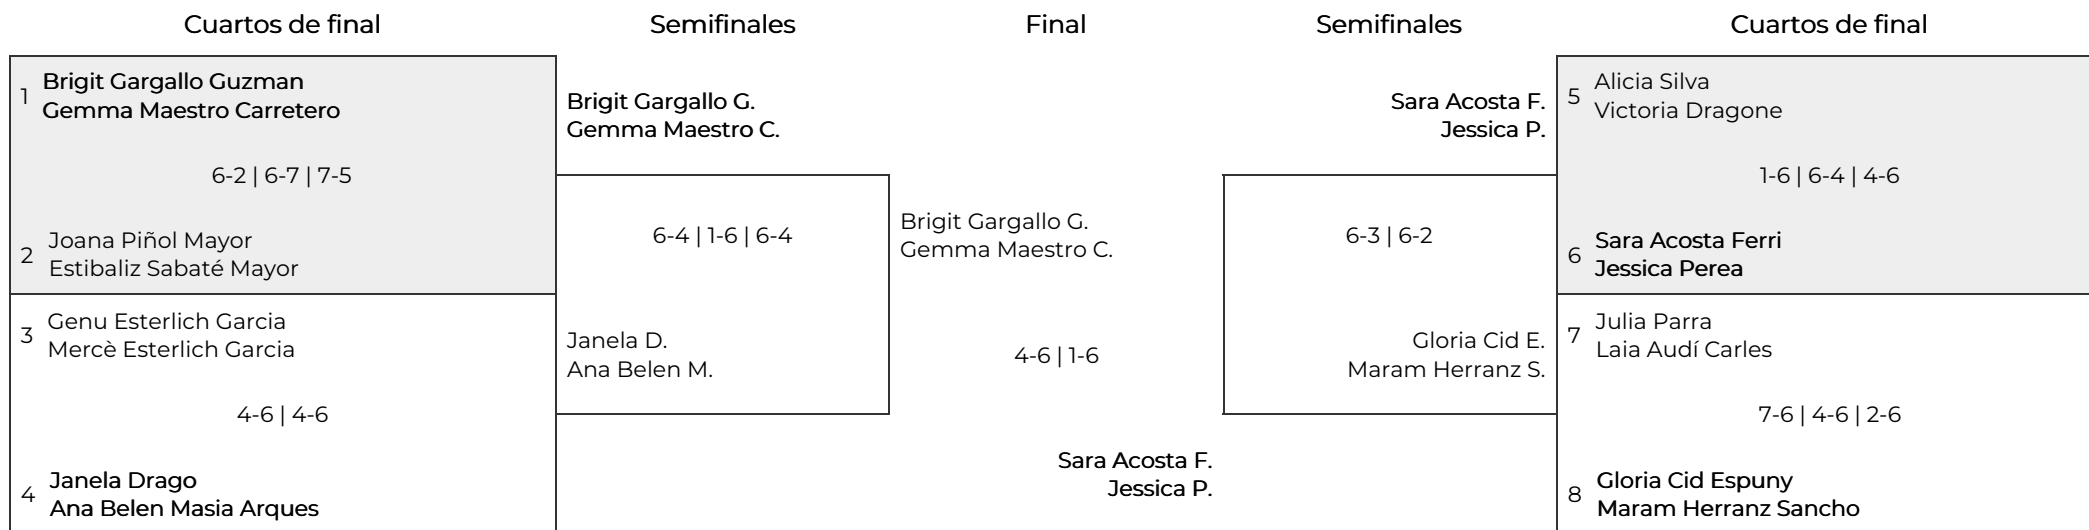 Cuartos de final
Semifinales
Final
Semifinales
Cuartos de final
1
Brigit Gargallo Guzman
Gemma Maestro Carretero
6-2 | 6-7 | 7-5
2
Joana Piñol Mayor
Estibaliz Sabaté Mayor
3
Genu Esterlich Garcia
Mercè Esterlich Garcia
4-6 | 4-6
4
Janela Drago
Ana Belen Masia Arques
Brigit Gargallo G.
Gemma Maestro C.
6-4 | 1-6 | 6-4
Janela D.
Ana Belen M.
Brigit Gargallo G.
Gemma Maestro C.
4-6 | 1-6
Sara Acosta F.
Jessica P.
Sara Acosta F.
Jessica P.
6-3 | 6-2
Gloria Cid E.
Maram Herranz S.
5
Alicia Silva
Victoria Dragone
1-6 | 6-4 | 4-6
6
Sara Acosta Ferri
Jessica Perea
7
Julia Parra
Laia Audí Carles
7-6 | 4-6 | 2-6
8
Gloria Cid Espuny
Maram Herranz Sancho